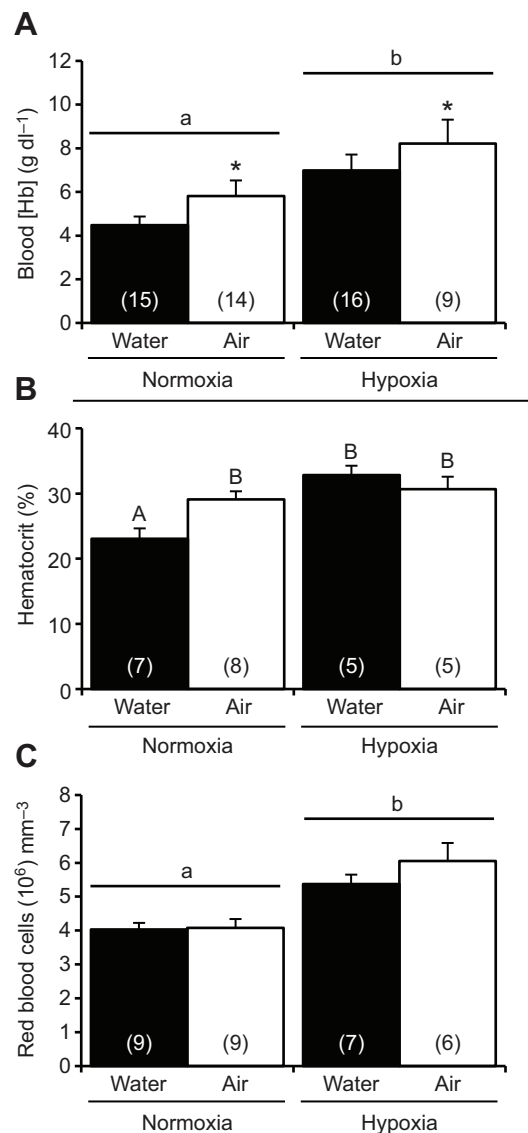 A
Blood [Hb] (g dl⁻¹)
12
10
8
6
4
2
0
a
b
*
*
(15)
(14)
(16)
(9)
Water
Air
Water
Air
Normoxia
Hypoxia
B
Hematocrit (%)
40
30
20
10
0
A
B
B
B
(7)
(8)
(5)
(5)
Water
Air
Water
Air
Normoxia
Hypoxia
C
Red blood cells (10⁶) mm⁻³
8
7
6
5
4
3
2
1
0
a
b
(9)
(9)
(7)
(6)
Water
Air
Water
Air
Normoxia
Hypoxia